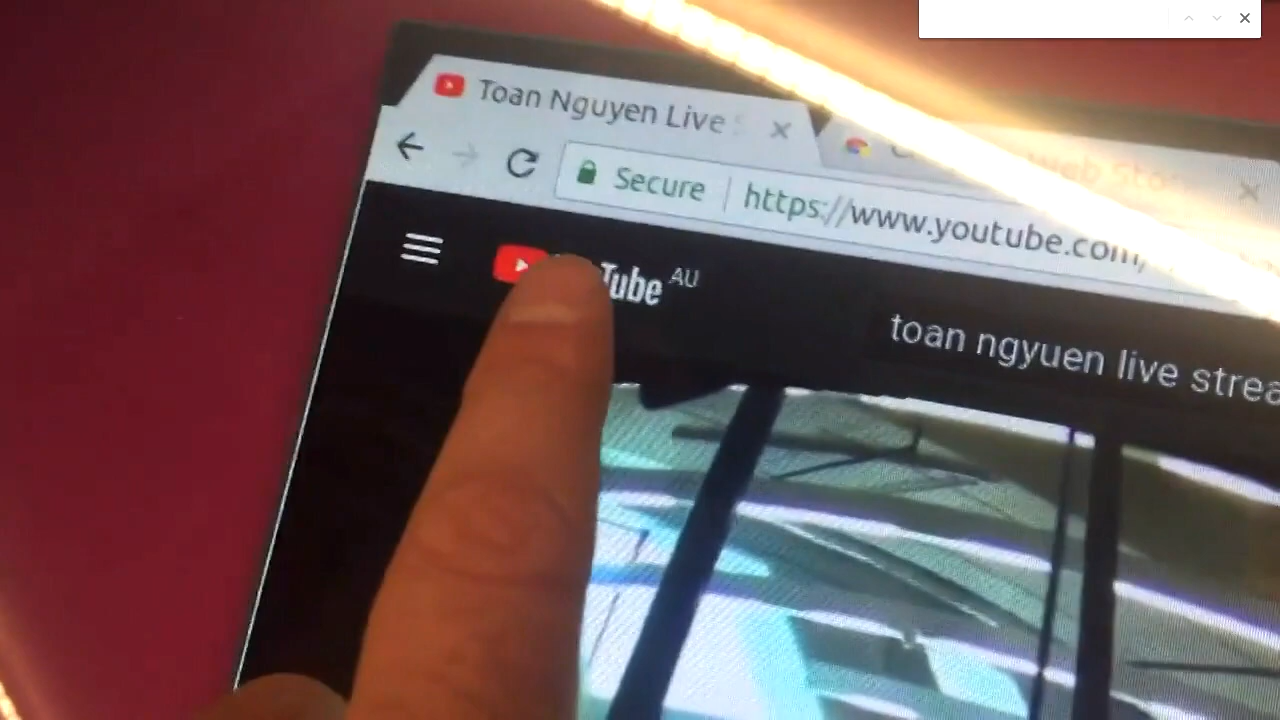 Toan Nguyen Live
Secure https://www.youtube.com/
Tube AU
toan ngyuen live strea